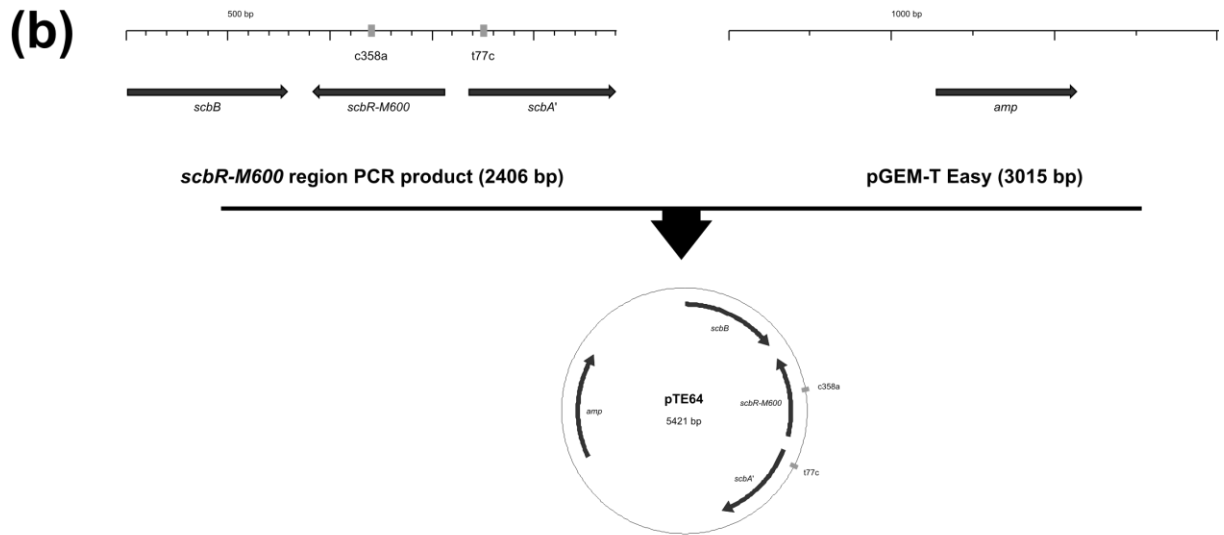 (b)
500 bp
1000 bp
c358a
t77c
scbB
scbR-M600
scbA'
amp
scbR-M600 region PCR product (2406 bp)
pGEM-T Easy (3015 bp)
scbB
c358a
pTE64
scbR-M600
amp
5421 bp
t77c
scbA'